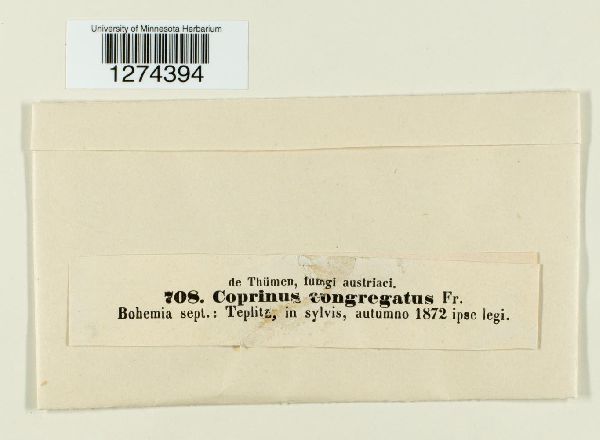 University of Minnesota Herbarium
1274394
de Thümen, fungi austriaci.
708. Coprinus congregatus Fr.
Bohemia sept.: Teplitz, in sylvis, autumno 1872 ipse legi.